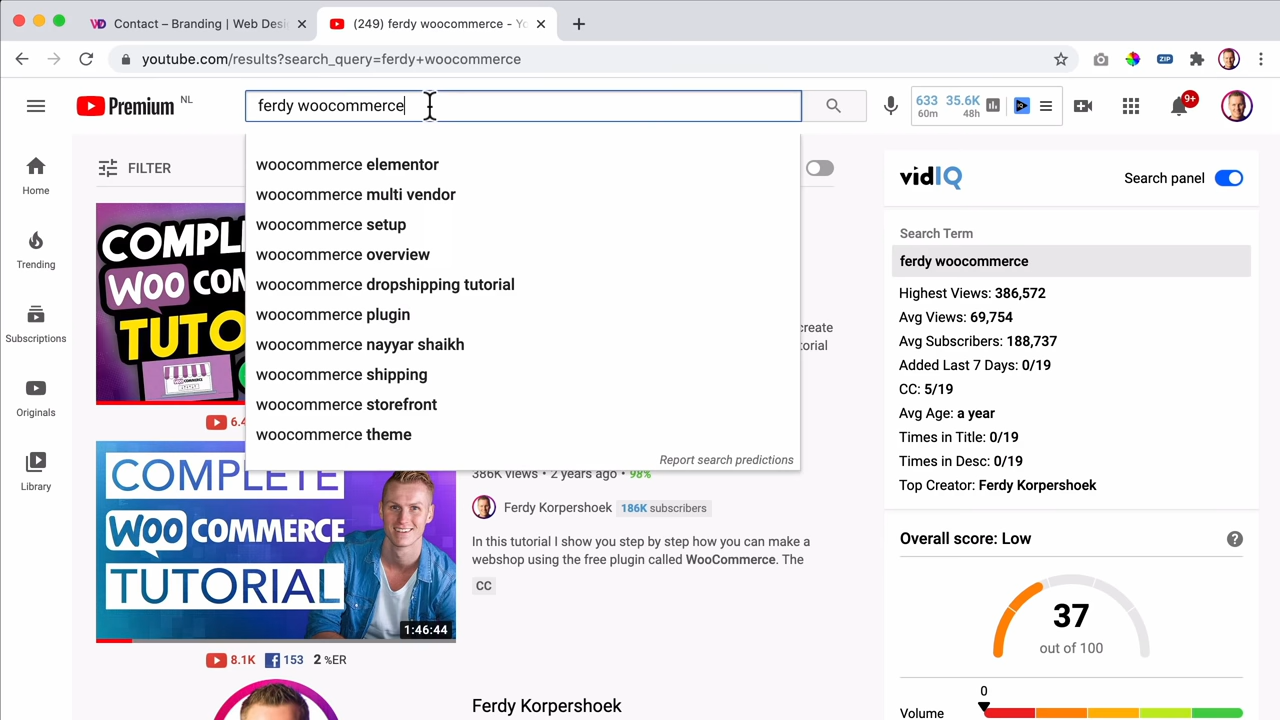 Contact – Branding | Web Desi
(249) ferdy woocommerce - Yo
youtube.com/results?search_query=ferdy+woocommerce
ZIP
Premium NL
ferdy woocommerce
633 35.6K
60m 48h
9+
Home
Trending
Subscriptions
Originals
Library
FILTER
woocommerce elementor
woocommerce multi vendor
woocommerce setup
woocommerce overview
woocommerce dropshipping tutorial
woocommerce plugin
woocommerce nayyar shaikh
woocommerce shipping
woocommerce storefront
woocommerce theme
Report search predictions
COMPLE
WOO COM
TUTO
WOO COMMERCE
create
torial
6.4
COMPLETE
WOO COMMERCE
TUTORIAL
1:46:44
8.1K 153 2 %ER
386K views • 2 years ago • 98%
Ferdy Korpershoek 186K subscribers
In this tutorial I show you step by step how you can make a
webshop using the free plugin called WooCommerce. The
CC
Ferdy Korpershoek
vidIQ
Search panel
Search Term
ferdy woocommerce
Highest Views: 386,572
Avg Views: 69,754
Avg Subscribers: 188,737
Added Last 7 Days: 0/19
CC: 5/19
Avg Age: a year
Times in Title: 0/19
Times in Desc: 0/19
Top Creator: Ferdy Korpershoek
Overall score: Low
?
37
out of 100
0
Volume